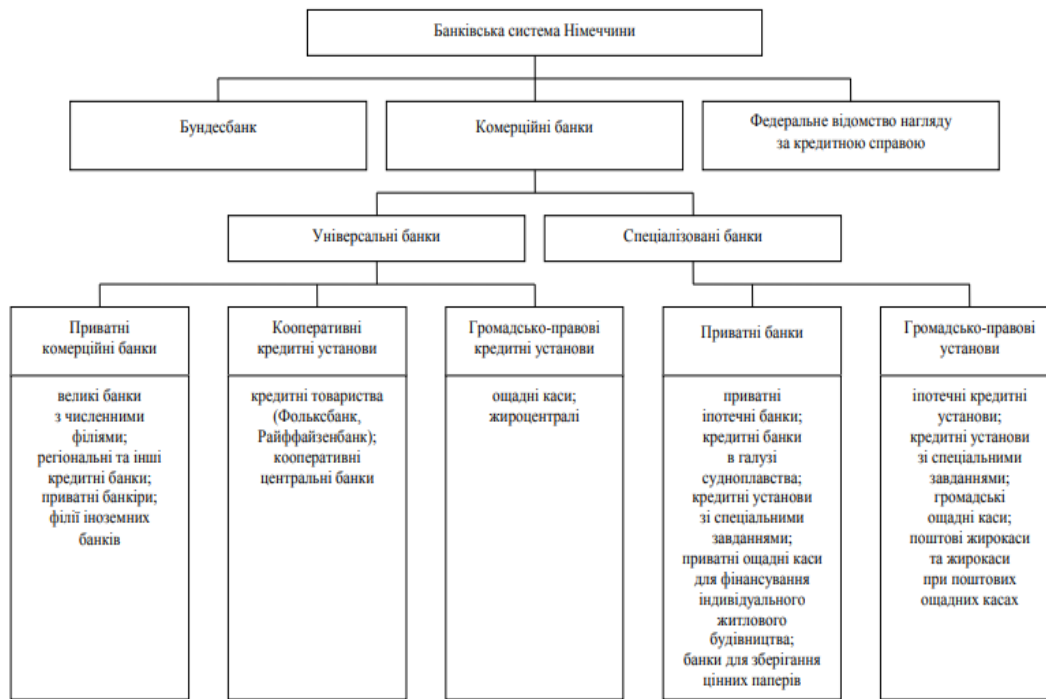 Банківська система Німеччини
Бундесбанк
Комерційні банки
Федеральне відомство нагляду
за кредитною справою
Універсальні банки
Спеціалізовані банки
Приватні
комерційні банки
великі банки
з численними
філіями;
регіональні та інші
кредитні банки;
приватні банкіри;
філії іноземних
банків
Кооперативні
кредитні установи
кредитні товариства
(Фольксбанк,
Райффайзенбанк);
кооперативні
центральні банки
Громадсько-правові
кредитні установи
ощадні каси;
жироцентралі
Приватні банки
приватні
іпотечні банки;
кредитні банки
в галузі
судноплавства;
кредитні установи
зі спеціальними
завданнями;
приватні ощадні каси
для фінансування
індивідуального
житлового
будівництва;
банки для зберігання
цінних паперів
Громадсько-правові
установи
іпотечні кредитні
установи;
кредитні установи
зі спеціальними
завданнями;
громадські
ощадні каси;
поштові жирокаси
та жирокаси
при поштових
ощадних касах